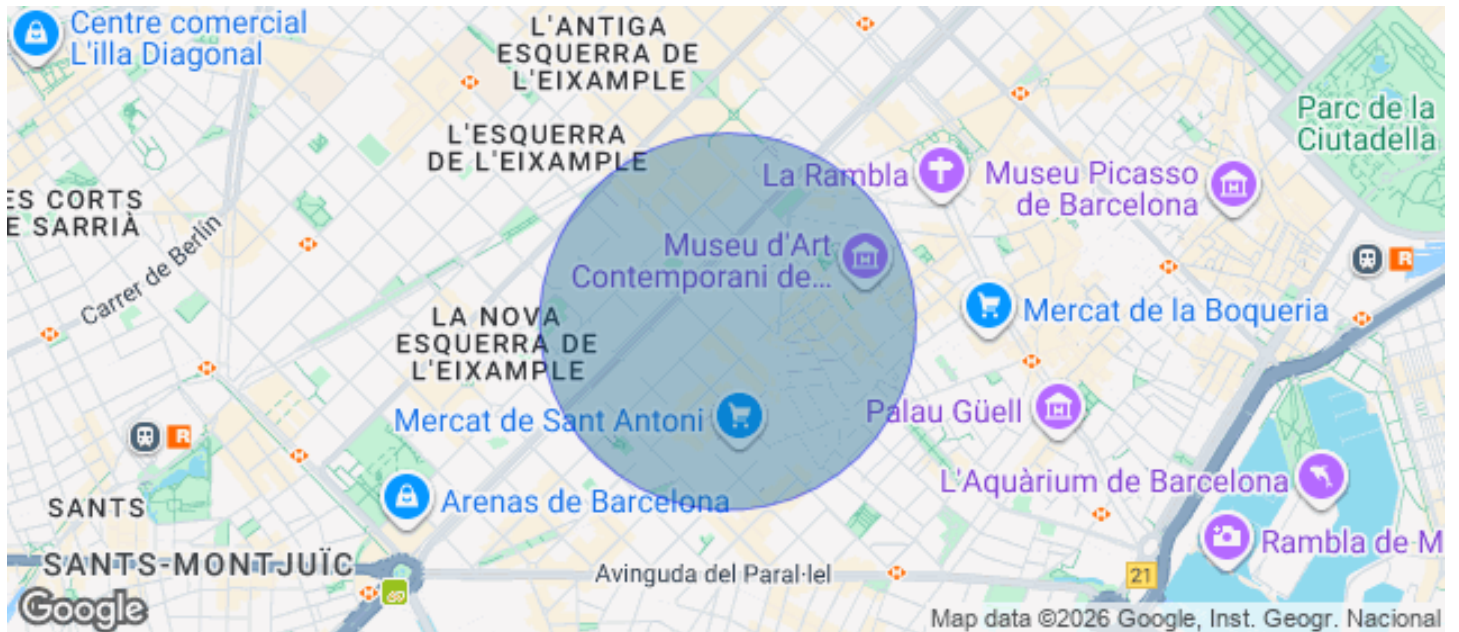 Centre comercial
L'illa Diagonal
L'ANTIGA
ESQUERRA DE
L'EIXAMPLE
Parc de la
Ciutadella
L'ESQUERRA
DE L'EIXAMPLE
La Rambla
Museu Picasso
de Barcelona
ES CORTS
E SARRIÀ
Carrer de Berlin
Museu d'Art
Contemporani de...
R
Mercat de la Boqueria
LA NOVA
ESQUERRA DE
L'EIXAMPLE
Mercat de Sant Antoni
Palau Güell
R
L'Aquàrium de Barcelona
Arenas de Barcelona
SANTS
Rambla de M
SANTS-MONTJUÏC
Avinguda del Paral·lel
21
Google
Map data ©2026 Google, Inst. Geogr. Nacional